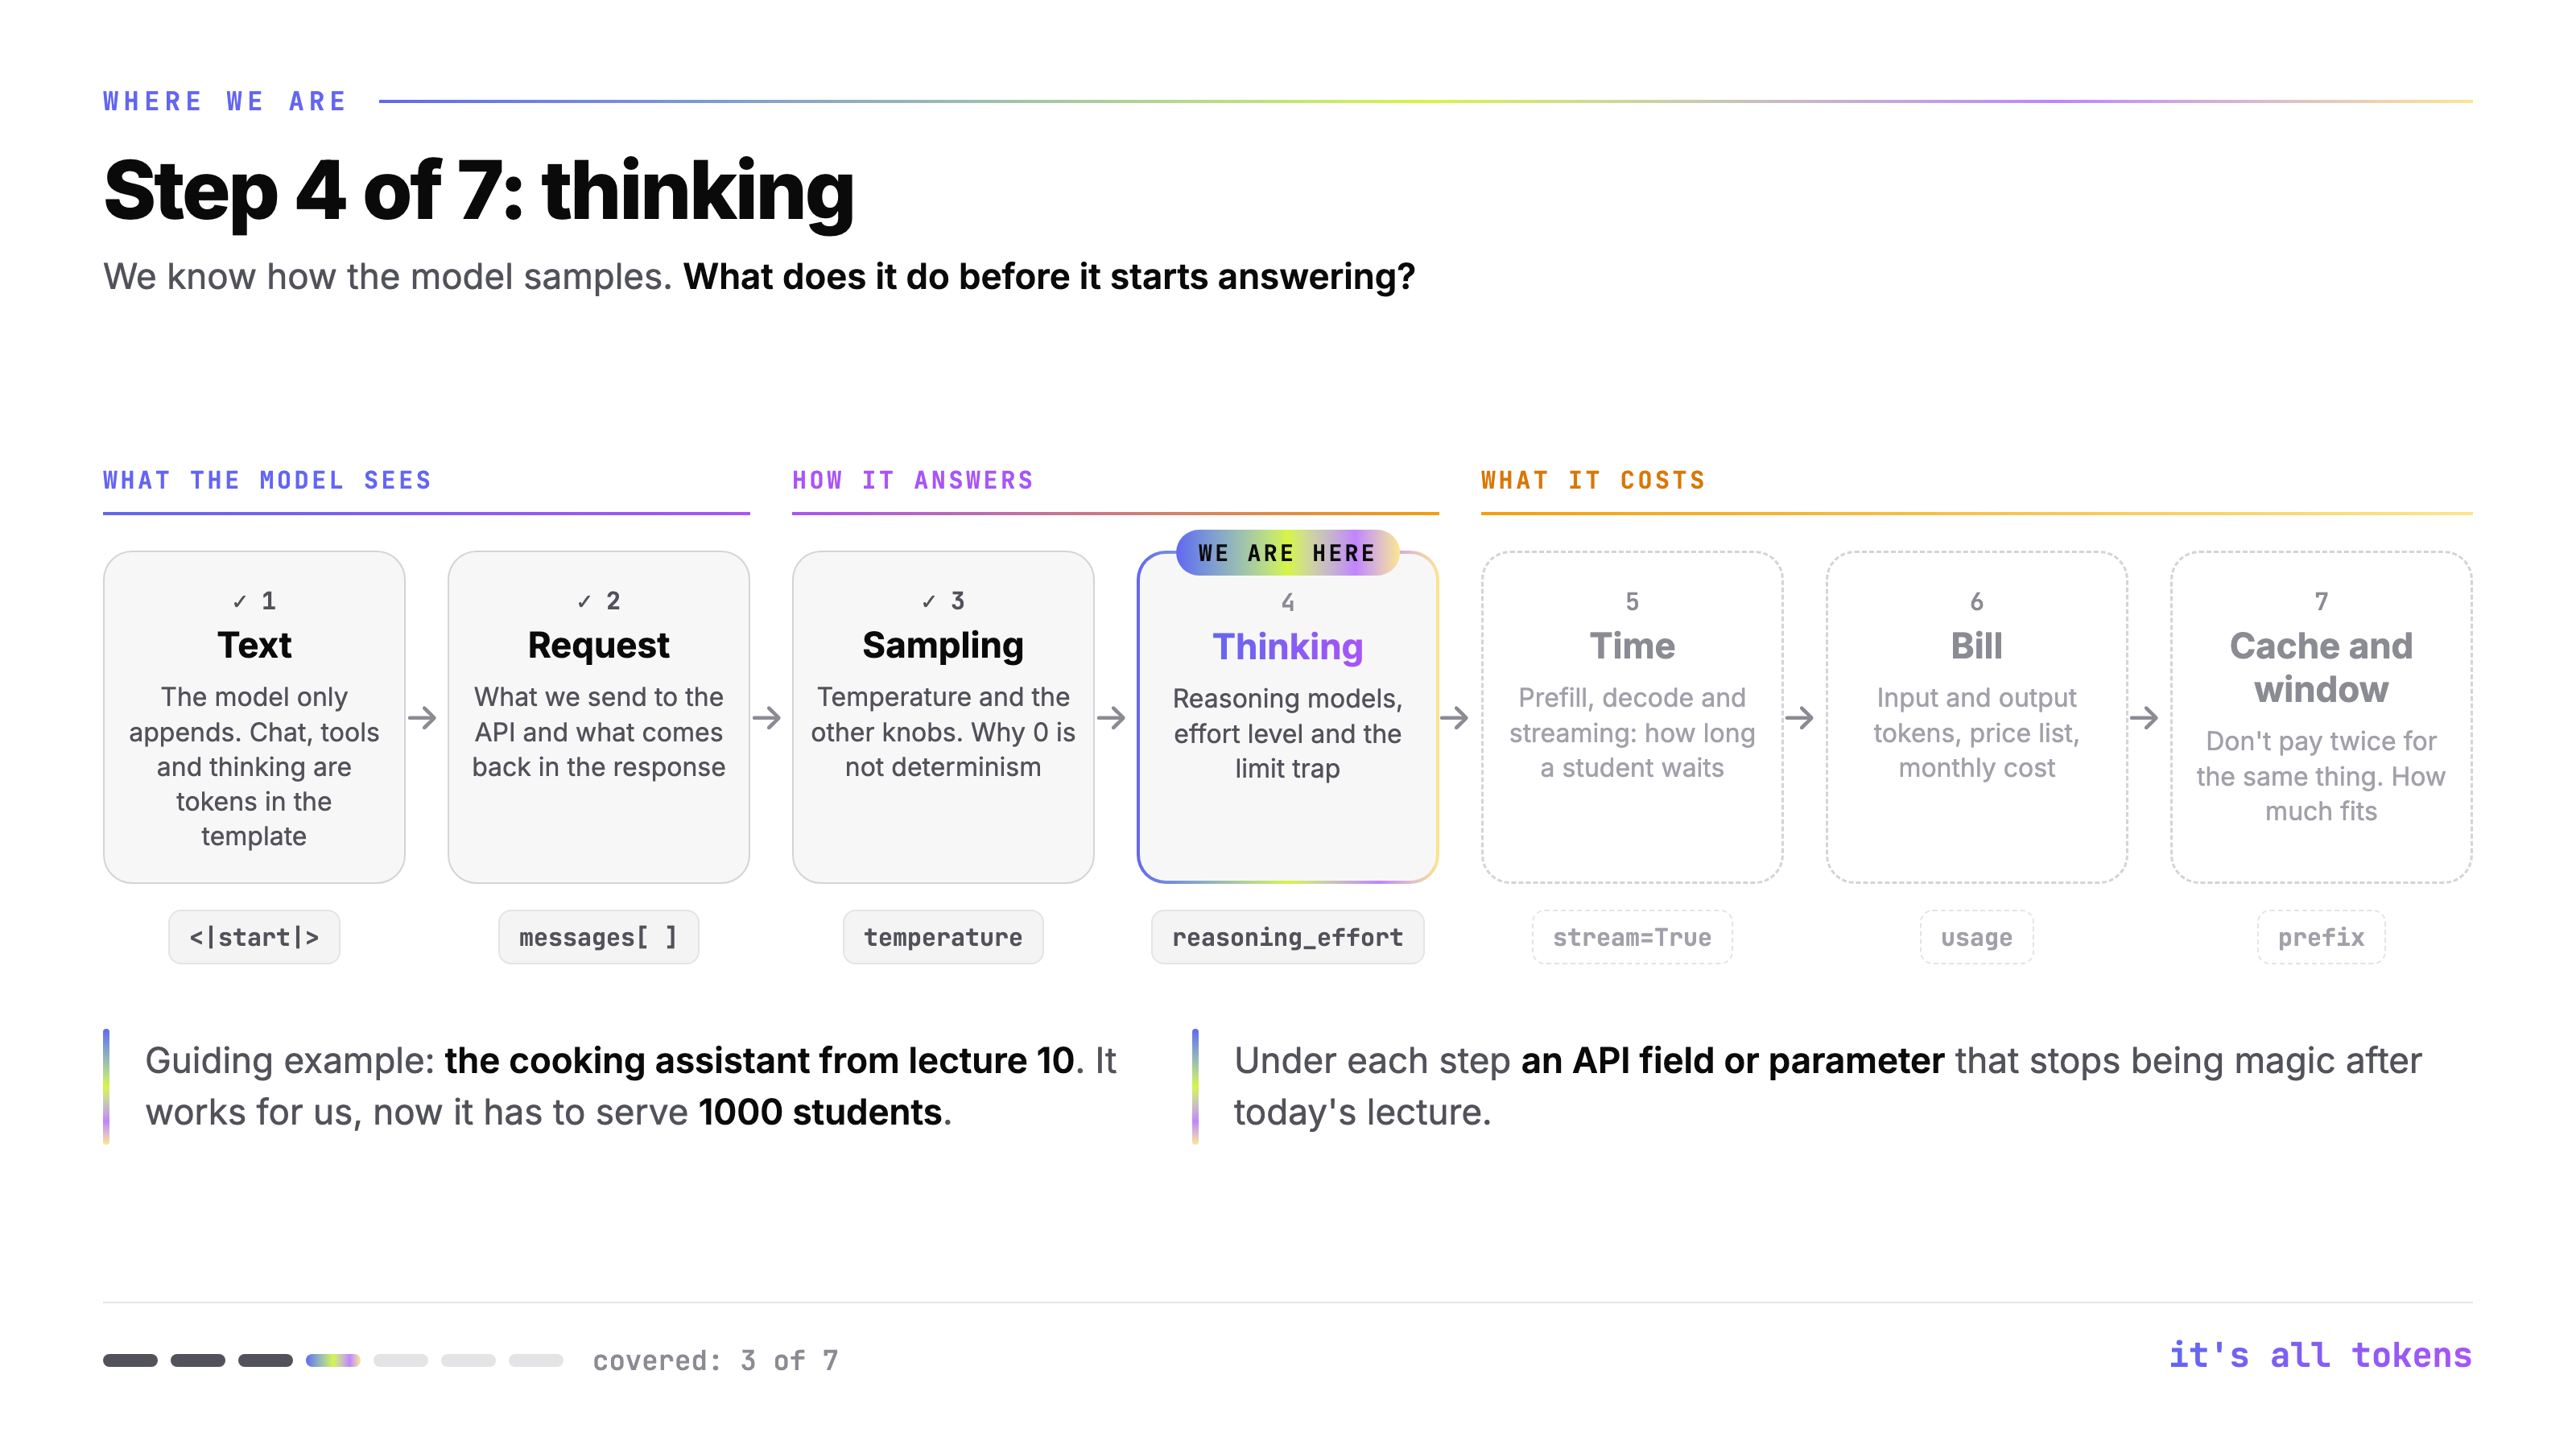 WHERE WE ARE
Step 4 of 7: thinking
We know how the model samples. What does it do before it starts answering?
WHAT THE MODEL SEES
HOW IT ANSWERS
WHAT IT COSTS
✓ 1
Text
The model only
appends. Chat, tools
and thinking are
tokens in the
template
<|start|>
✓ 2
Request
What we send to the
API and what comes
back in the response
messages[ ]
✓ 3
Sampling
Temperature and the
other knobs. Why 0 is
not determinism
temperature
WE ARE HERE
4
Thinking
Reasoning models,
effort level and the
limit trap
reasoning_effort
5
Time
Prefill, decode and
streaming: how long
a student waits
stream=True
6
Bill
Input and output
tokens, price list,
monthly cost
usage
7
Cache and
window
Don't pay twice for
the same thing. How
much fits
prefix
Guiding example: the cooking assistant from lecture 10. It
works for us, now it has to serve 1000 students.
Under each step an API field or parameter that stops being magic after
today's lecture.
covered: 3 of 7
it's all tokens